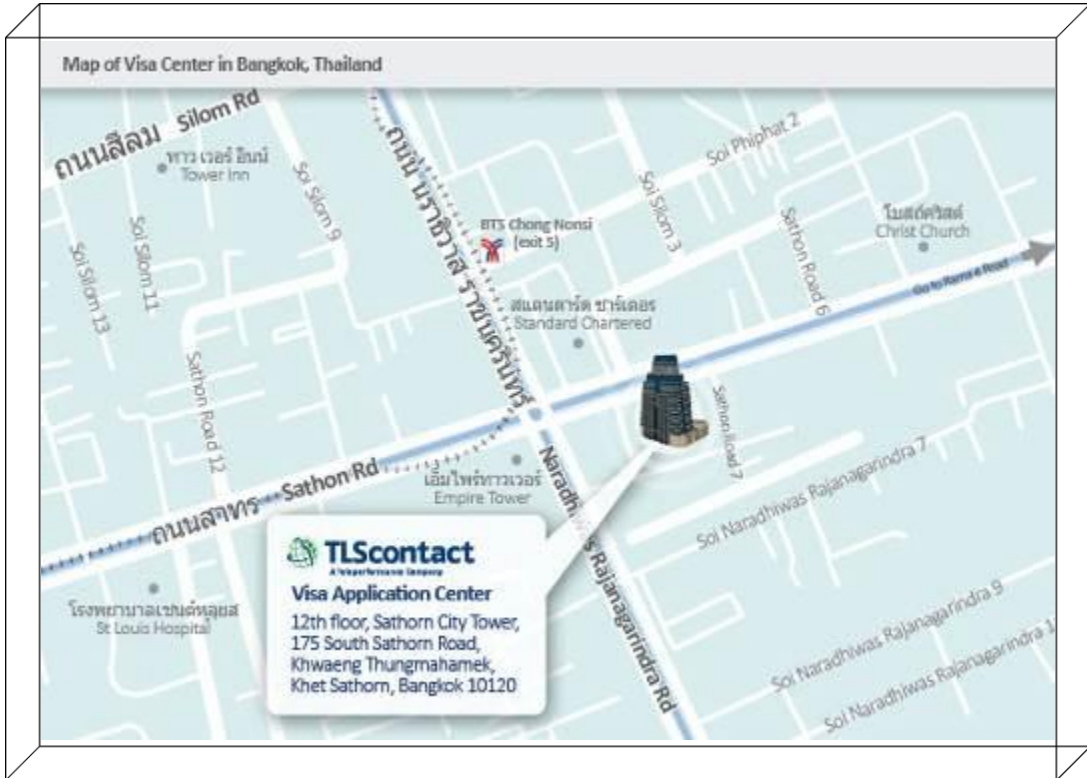 Map of Visa Center in Bangkok, Thailand
ถนนสีลม Silom Rd
ทาว เวอร์ อินน์
Tower Inn
Soi Silom 13
Soi Silom 11
Soi Silom 9
ถนน นราธิวาส ราชนครินทร์
BTS Chong Nonsi
(exit 5)
Soi Silom 3
Soi Phiphat 2
Sathon Road 6
โบสถ์คริสต์
Christ Church
Go to Rama 4 Road
สแตนดาร์ด ชาร์เตอร์
Standard Chartered
Sathon Road 12
Sathon Road 7
ถนนสาทร Sathon Rd
เอ็มไพร์ทาวเวอร์
Empire Tower
Naradhiwas Rajanagarindra Rd
Soi Naradhiwas Rajanagarindra 7
Soi Naradhiwas Rajanagarindra 9
Soi Naradhiwas Rajanagarindra 1
โรงพยาบาลเซนต์หลุยส
St Louis Hospital
TLScontact
A Teleperformance Company
Visa Application Center
12th floor, Sathorn City Tower,
175 South Sathorn Road,
Khwaeng Thungmahamek,
Khet Sathorn, Bangkok 10120